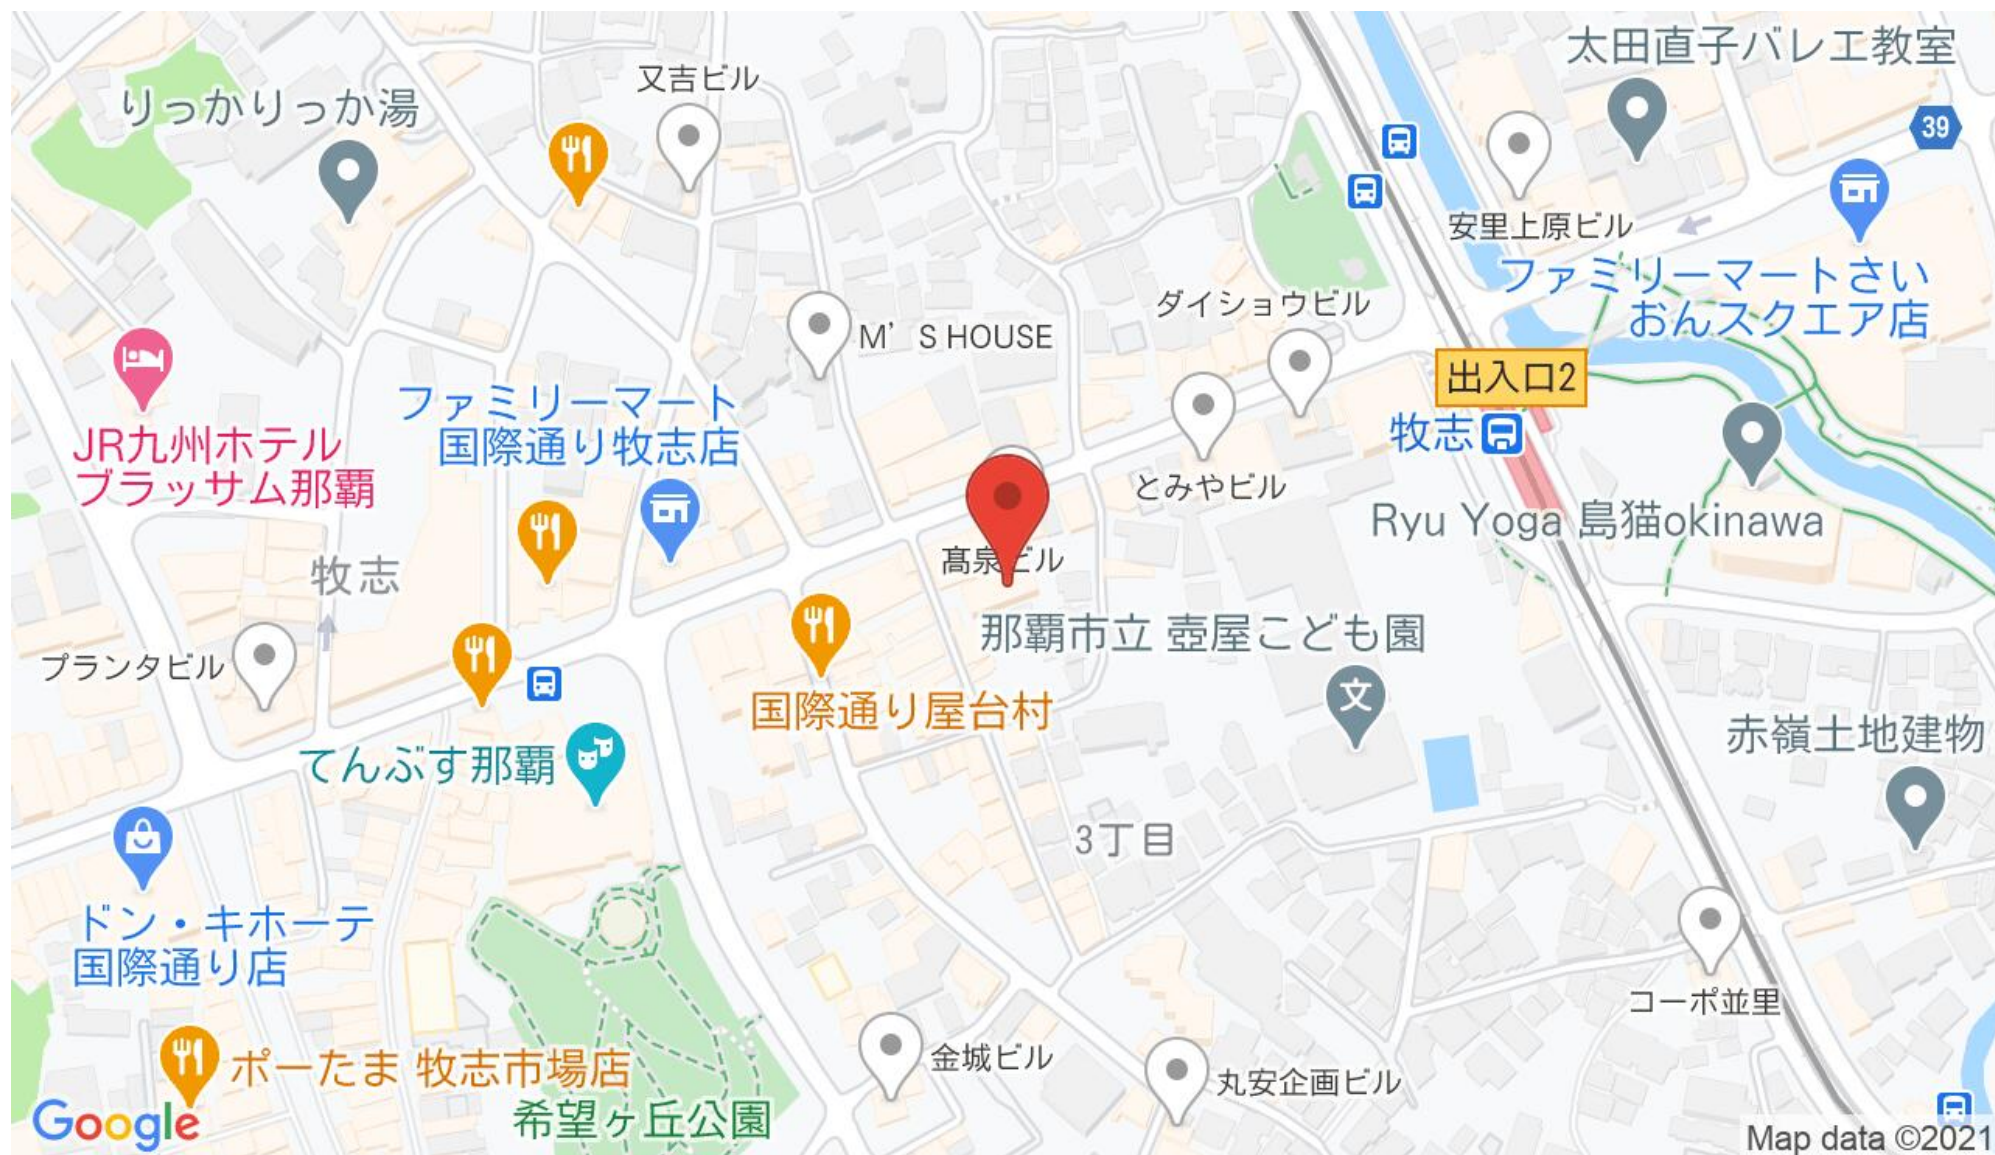 太田直子バレエ教室
又吉ビル
りっかりっか湯
39
安里上原ビル
ファミリーマートさい
おんスクエア店
ダイショウビル
M’S HOUSE
出入口2
JR九州ホテル
ブラッサム那覇
ファミリーマート
国際通り牧志店
牧志
とみやビル
Ryu Yoga 島猫okinawa
髙泉ビル
牧志
那覇市立 壺屋こども園
文
プランタビル
国際通り屋台村
てんぶす那覇
赤嶺土地建物
3丁目
ドン・キホーテ
国際通り店
コーポ並里
ポーたま 牧志市場店
金城ビル
丸安企画ビル
希望ヶ丘公園
Google
Map data ©2021